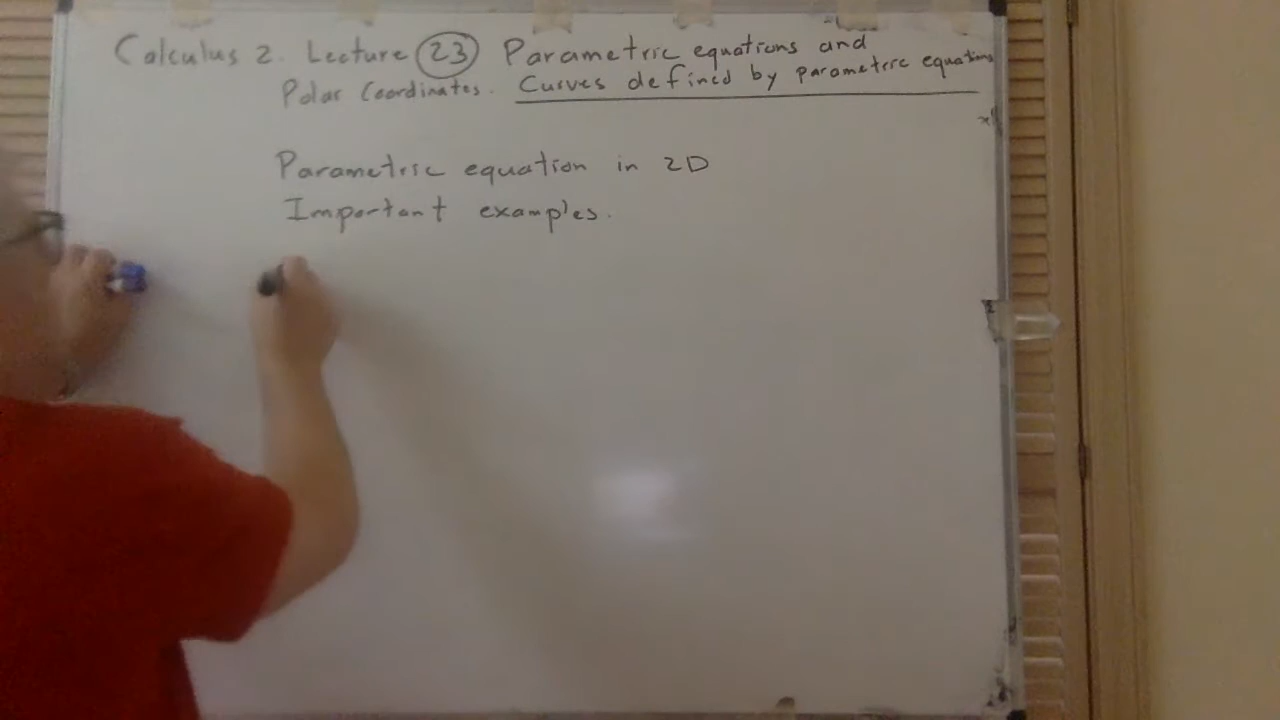 Calculus 2. Lecture 23 Parametric equations and
Polar Coordinates. Curves defined by parametric equations
Parametric equation in 2D
Important examples.